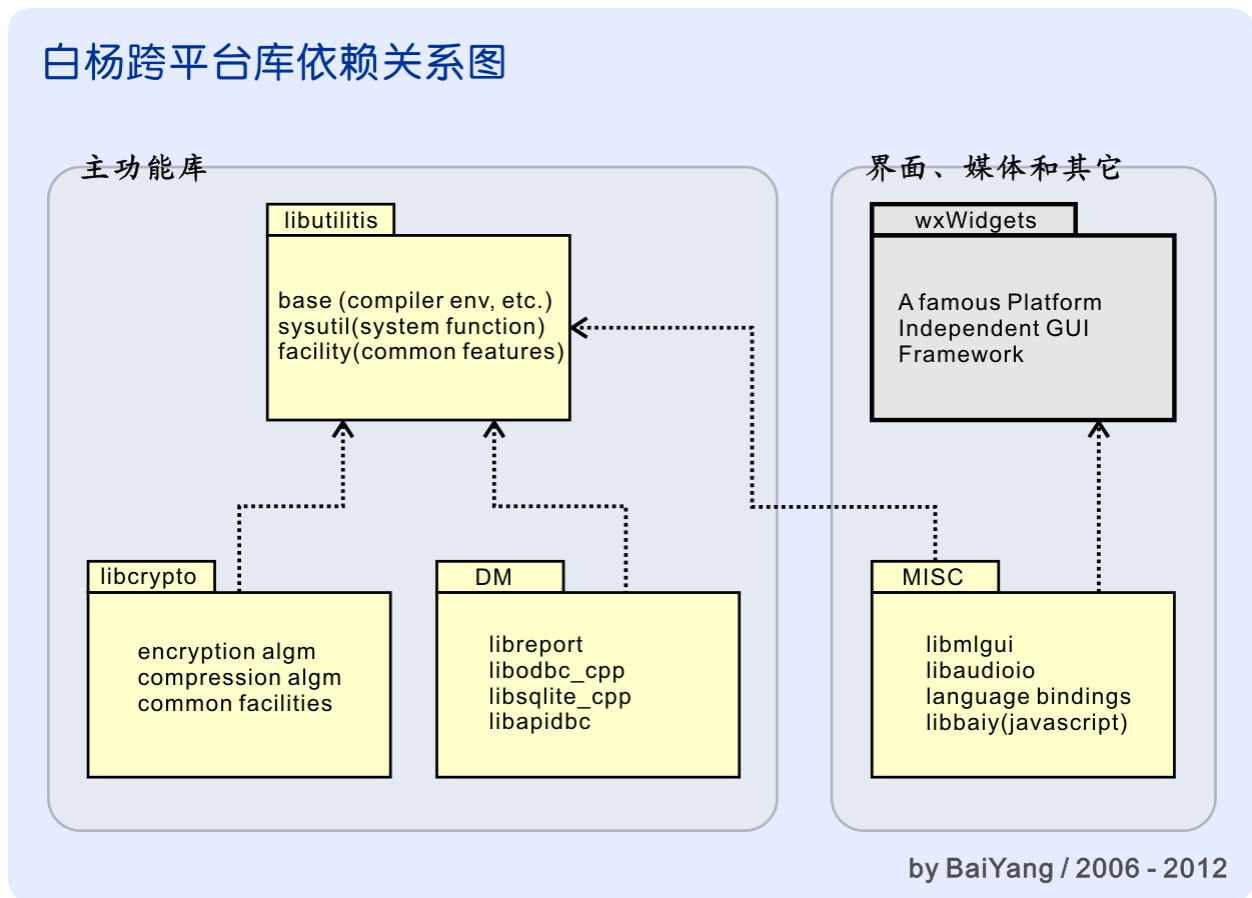 白杨跨平台库依赖关系图
主功能库
libutilitis
base (compiler env, etc.)
sysutil(system function)
facility(common features)
libcrypto
encryption algm
compression algm
common facilities
DM
libreport
libodbc_cpp
libsqlite_cpp
libapidbc
界面、媒体和其它
wxWidgets
A famous Platform
Independent GUI
Framework
MISC
libmlgui
libaudioio
language bindings
libbaiy(javascript)
by BaiYang / 2006 - 2012